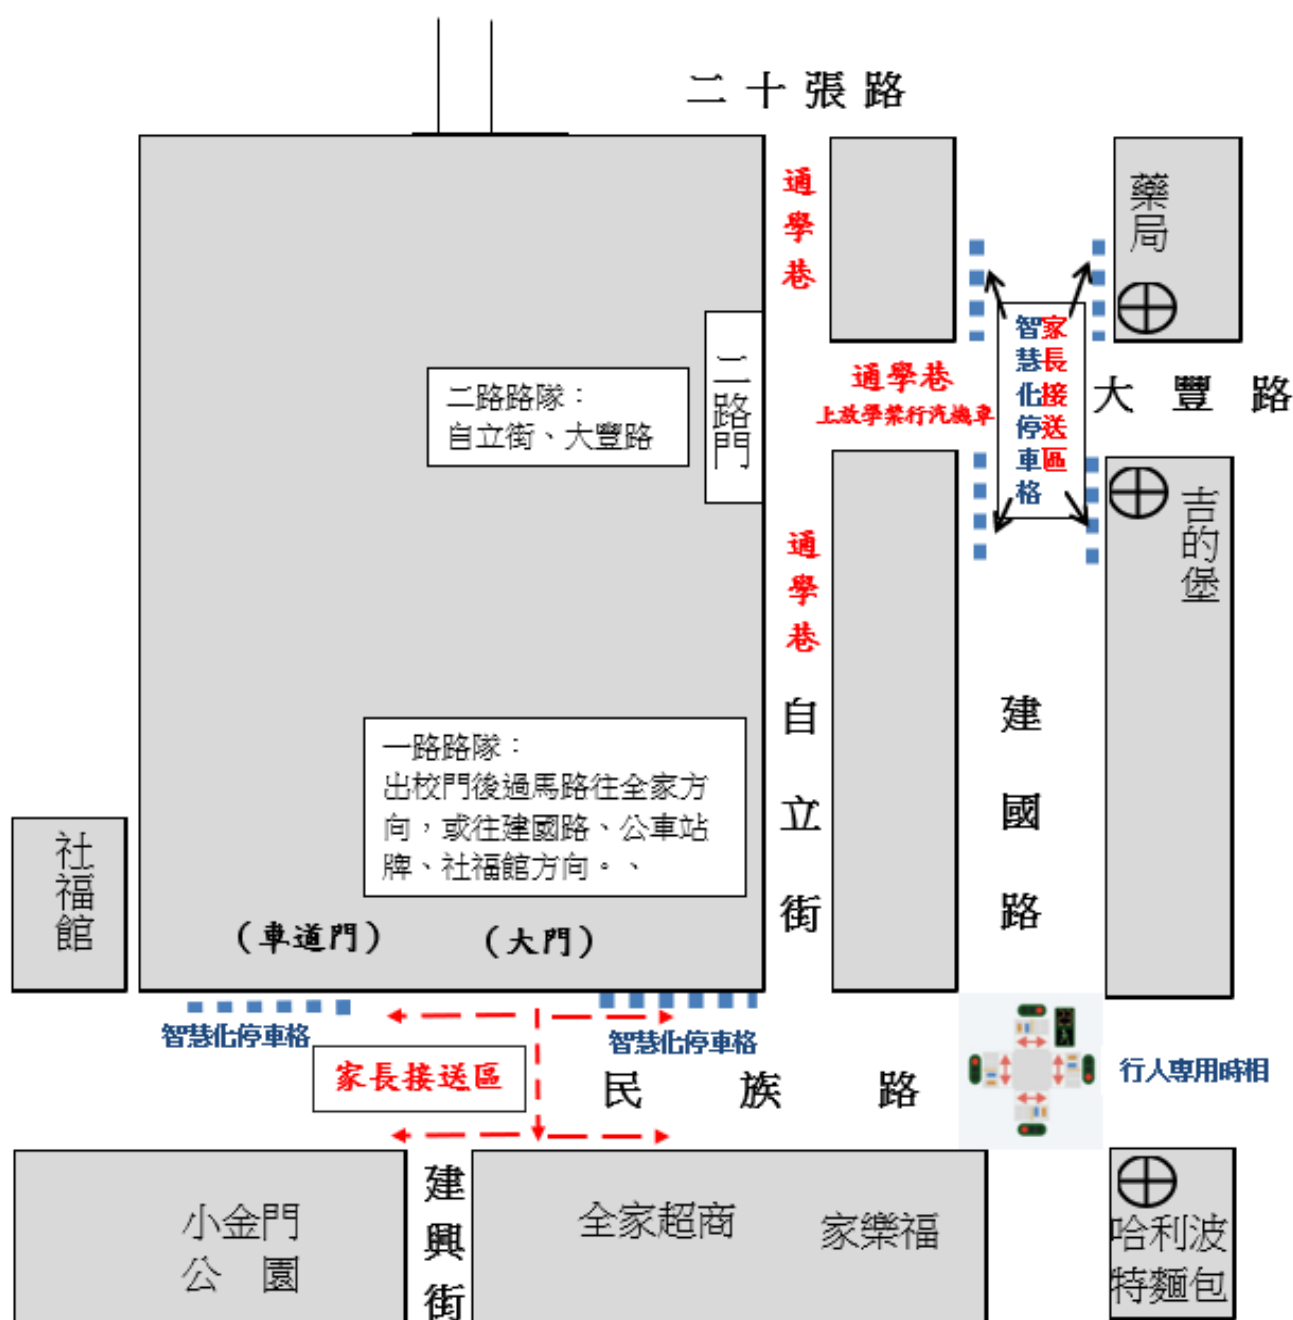 二十張路
通學巷
藥局
二路門
二路路隊：
自立街、大豐路
通學巷
上放學禁行汽機車
家長接送區
智慧化停車格
大豐路
吉的堡
通學巷
自立街
建國路
一路路隊：
出校門後過馬路往全家方
向，或往建國路、公車站
牌、社福館方向。、
社福館
（車道門）
（大門）
智慧化停車格
智慧化停車格
家長接送區
民族路
行人專用時相
小金門
公園
建興街
全家超商
家樂福
哈利波
特麵包